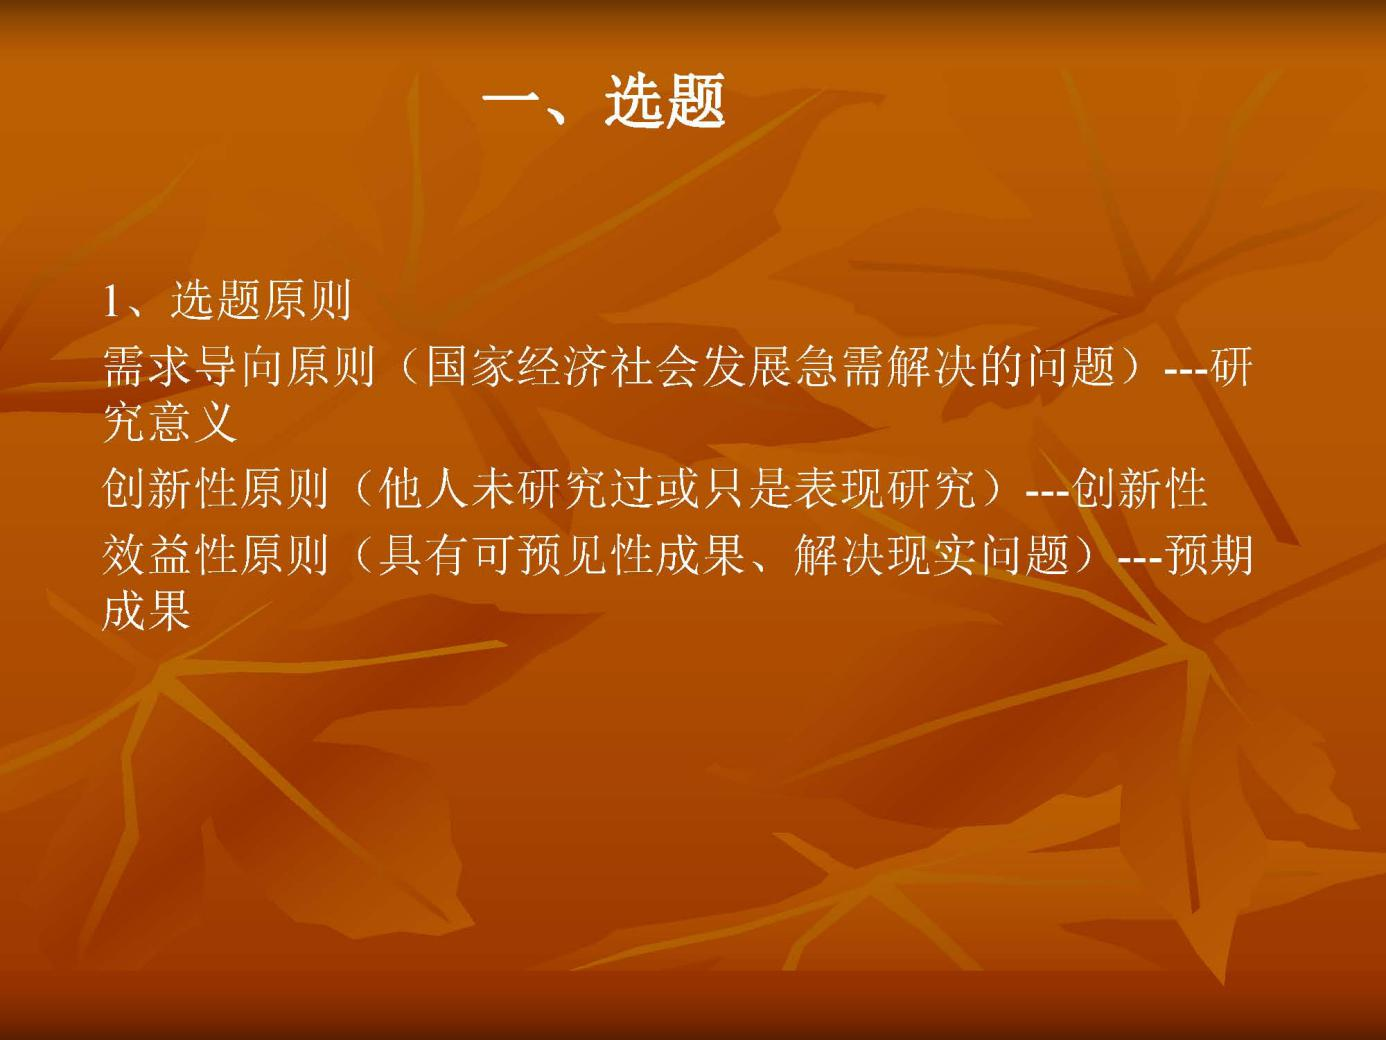 一、选题
1、选题原则
需求导向原则（国家经济社会发展急需解决的问题）---研
究意义
创新性原则（他人未研究过或只是表现研究）---创新性
效益性原则（具有可预见性成果、解决现实问题）---预期
成果